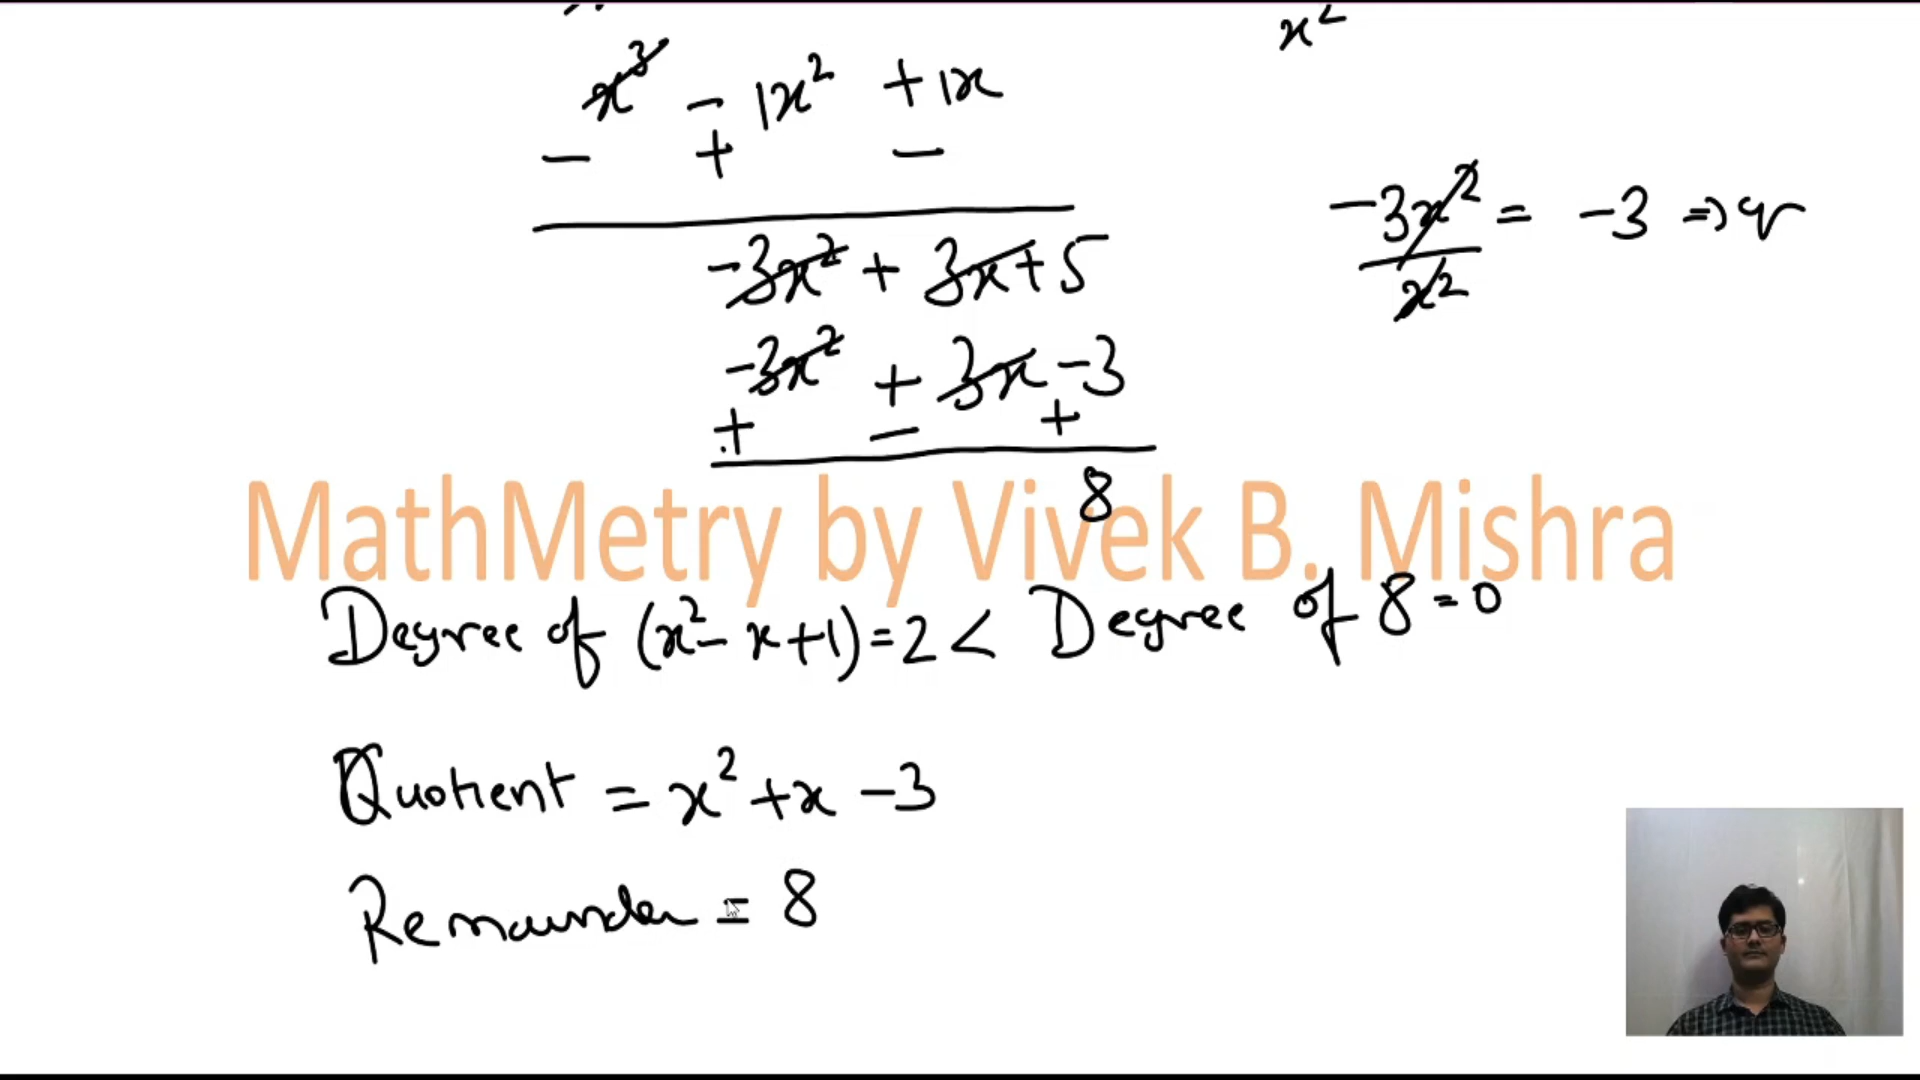 x²
x³ - 1x² + 1x
- + -
-3x² + 3x + 5
-3x² + 3x - 3
+ - +
8
-3x²/x² = -3 ⇒
MathMetry by Vivek B. Mishra
Degree of (x² - x + 1) = 2 < Degree of 8 = 0
Quotient = x² + x - 3
Remainder = 8